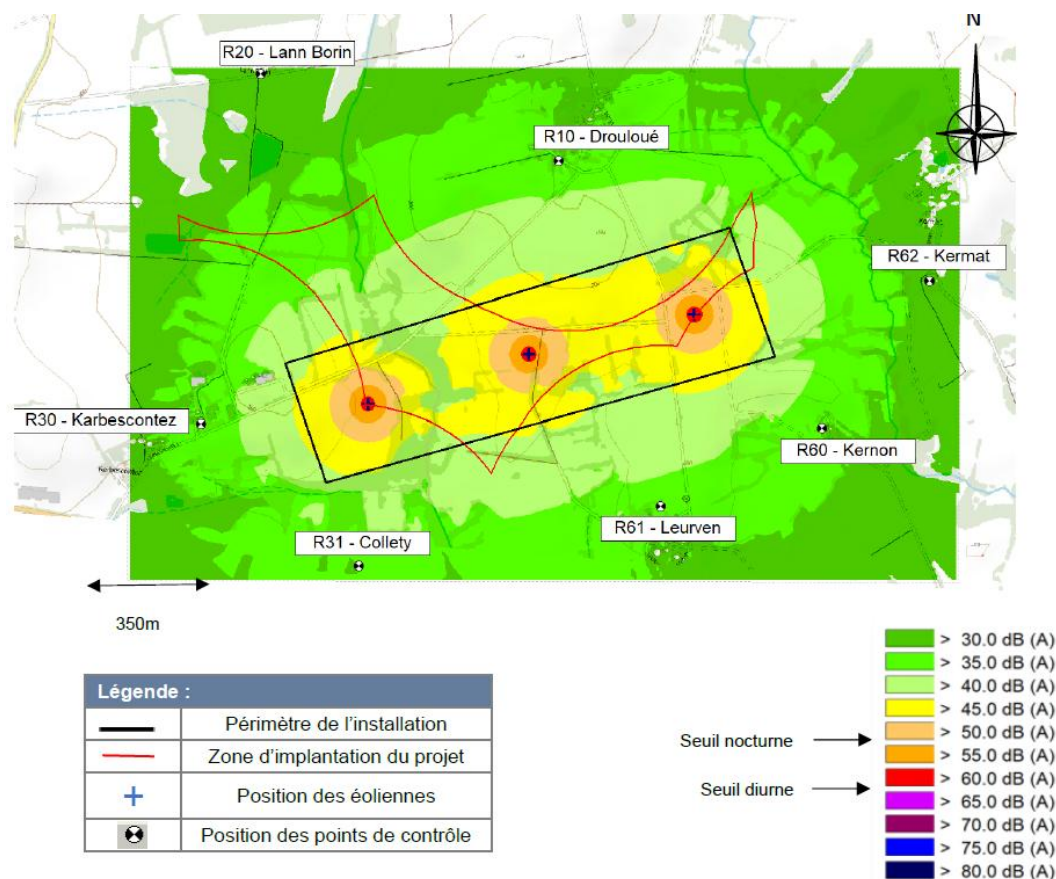 N
R20 - Lann Borin
R10 - Drouloué
R62 - Kermat
R30 - Karbescontez
R60 - Kernon
R61 - Leurven
R31 - Collety
350m
Légende :
Périmètre de l'installation
Zone d'implantation du projet
Position des éoliennes
Position des points de contrôle
Seuil nocturne
Seuil diurne
> 30.0 dB (A)
> 35.0 dB (A)
> 40.0 dB (A)
> 45.0 dB (A)
> 50.0 dB (A)
> 55.0 dB (A)
> 60.0 dB (A)
> 65.0 dB (A)
> 70.0 dB (A)
> 75.0 dB (A)
> 80.0 dB (A)